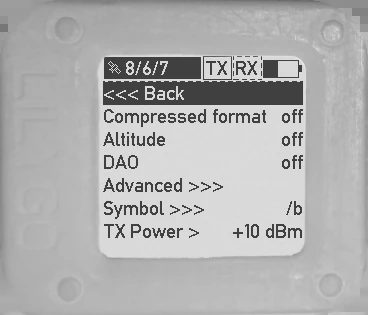 8/6/7 TX RX
<<< Back
Compressed format off
Altitude off
DAO off
Advanced >>>
Symbol >>> /b
TX Power > +10 dBm
LILYGO